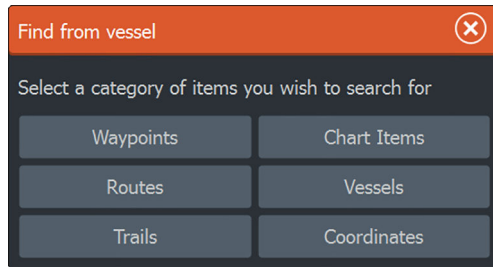 Find from vessel
Select a category of items you wish to search for
Waypoints Chart Items
Routes Vessels
Trails Coordinates